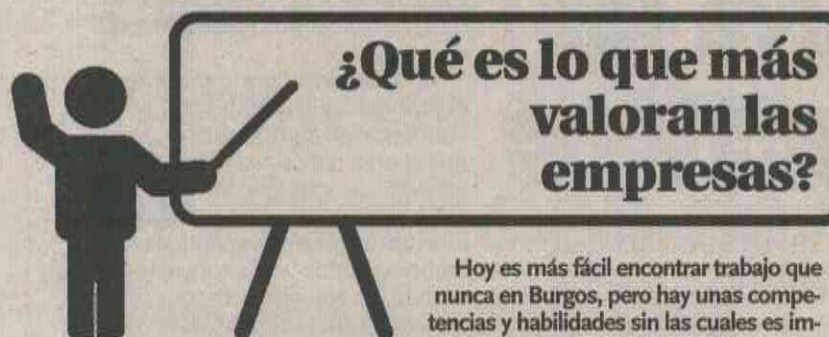 ¿Qué es lo que más
valoran las
empresas?
Hoy es más fácil encontrar trabajo que
nunca en Burgos, pero hay unas compe-
tencias y habilidades sin las cuales es im-